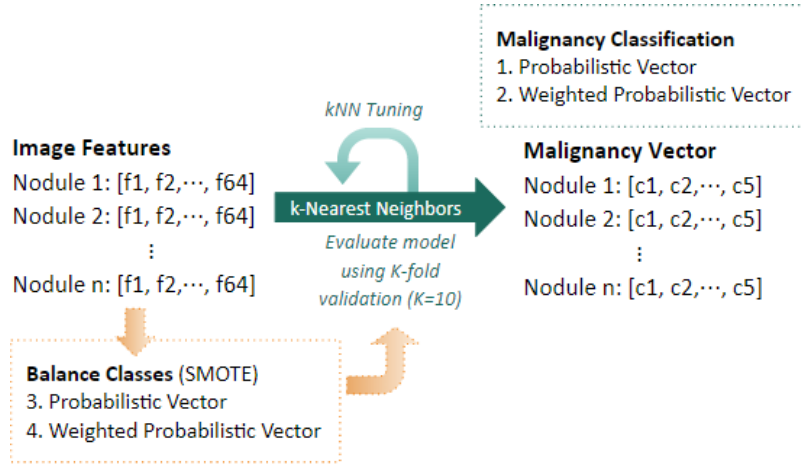 Malignancy Classification
1. Probabilistic Vector
2. Weighted Probabilistic Vector
kNN Tuning
Image Features
Nodule 1: [f1, f2,⋯, f64]
Nodule 2: [f1, f2,⋯, f64]
⋮
Nodule n: [f1, f2,⋯, f64]
k-Nearest Neighbors
Evaluate model
using K-fold
validation (K=10)
Malignancy Vector
Nodule 1: [c1, c2,⋯, c5]
Nodule 2: [c1, c2,⋯, c5]
⋮
Nodule n: [c1, c2,⋯, c5]
Balance Classes (SMOTE)
3. Probabilistic Vector
4. Weighted Probabilistic Vector